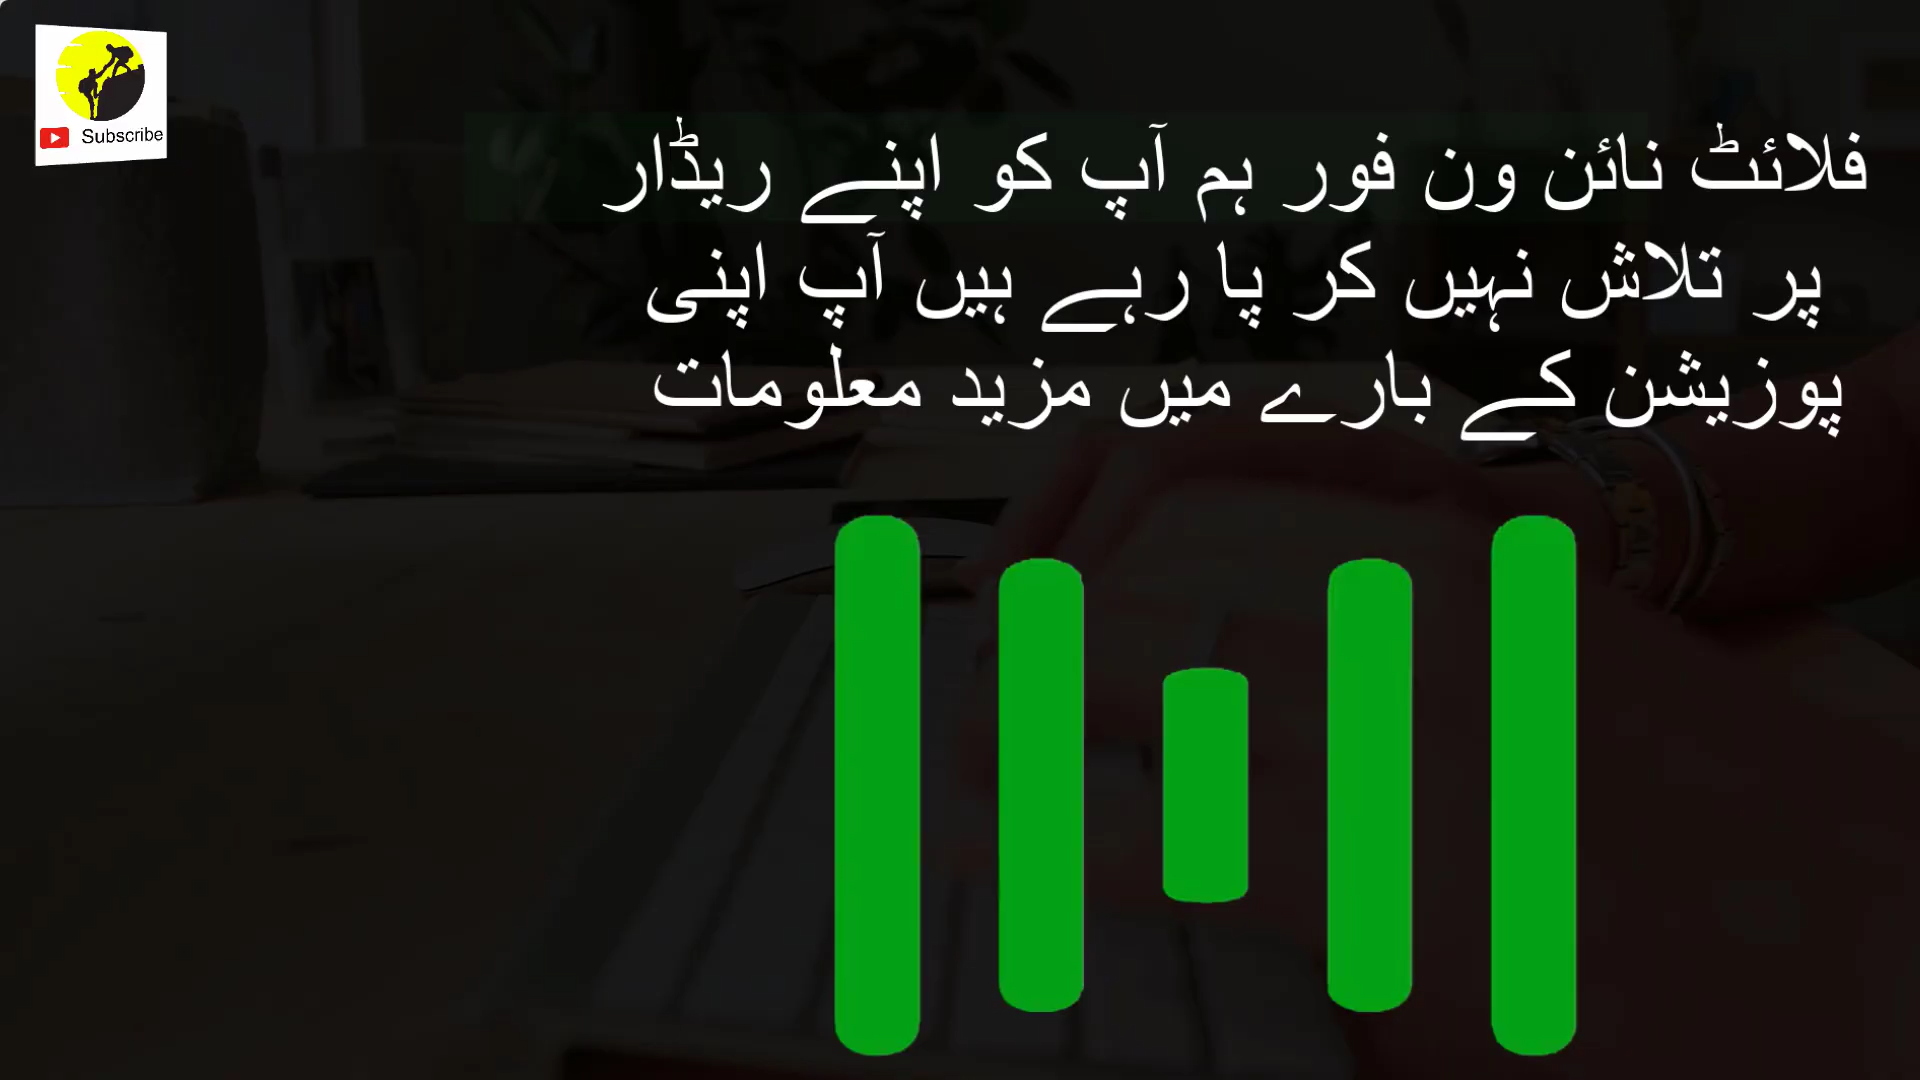 Subscribe
فلائٹ نائن ون فور ہم آپ کو اپنے ریڈار
پر تلاش نہیں کر پا رہے ہیں آپ اپنی
پوزیشن کے بارے میں مزید معلومات